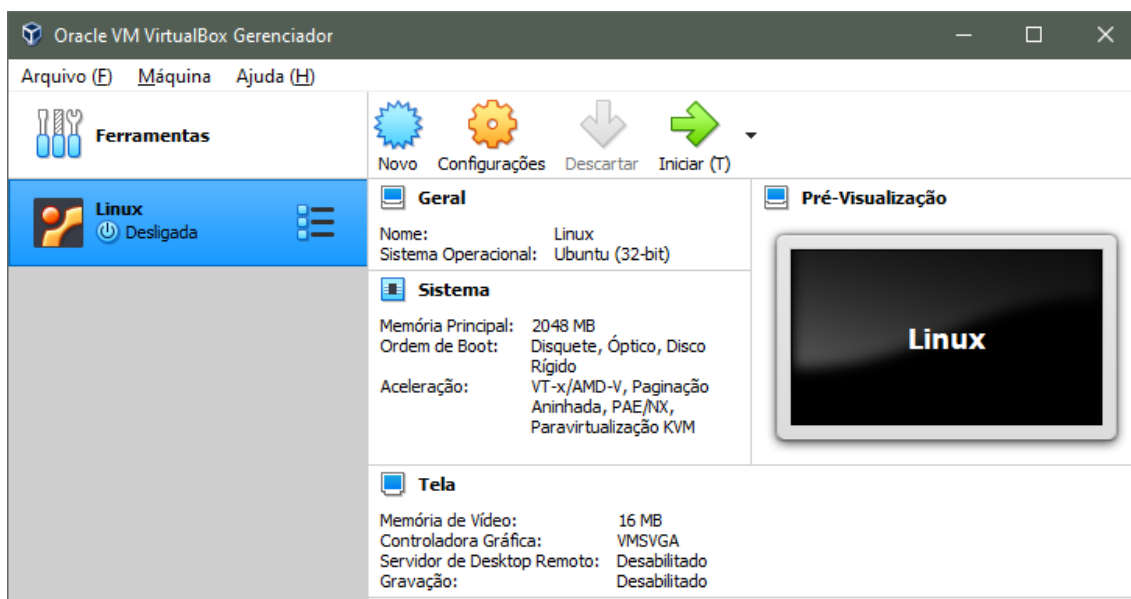 Oracle VM VirtualBox Gerenciador
Arquivo (F) Máquina Ajuda (H)
Ferramentas
Novo Configurações Descartar Iniciar (T)
Linux
Desligada
Geral
Nome: Linux
Sistema Operacional: Ubuntu (32-bit)
Sistema
Memória Principal: 2048 MB
Ordem de Boot: Disquete, Óptico, Disco
Rígido
Aceleração: VT-x/AMD-V, Paginação
Aninhada, PAE/NX,
Paravirtualização KVM
Pré-Visualização
Linux
Tela
Memória de Vídeo: 16 MB
Controladora Gráfica: VMSVGA
Servidor de Desktop Remoto: Desabilitado
Gravação: Desabilitado